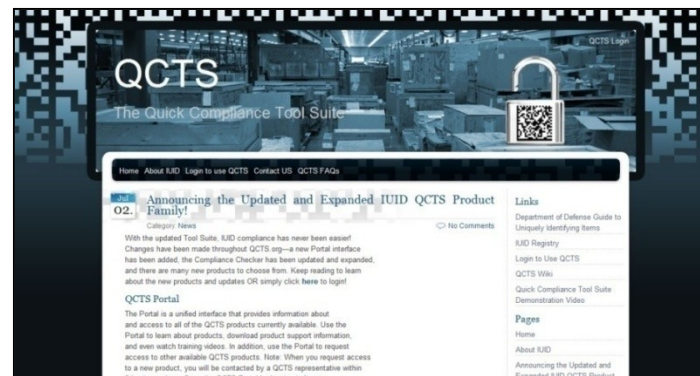 QCTS Login
QCTS
The Quick Compliance Tool Suite
Home About IUID Login to use QCTS Contact US QCTS FAQs
Jul
02.
Announcing the Updated and Expanded IUID QCTS Product
Family!
Category: News
No Comments
With the updated Tool Suite, IUID compliance has never been easier!
Changes have been made throughout QCTS.org—a new Portal interface
has been added, the Compliance Checker has been updated and expanded,
and there are many new products to choose from. Keep reading to learn
about the new products and updates OR simply click here to login!
QCTS Portal
The Portal is a unified interface that provides information about
and access to all of the QCTS products currently available. Use the
Portal to learn about products, download product support information,
and even watch training videos. In addition, use the Portal to request
access to other available QCTS products. Note: When you request access
to a new product, you will be contacted by a QCTS representative within
Links
Department of Defense Guide to
Uniquely Identifying Items
IUID Registry
Login to Use QCTS
QCTS Wiki
Quick Compliance Tool Suite
Demonstration Video
Pages
Home
About IUID
Announcing the Updated and
Expanded IUID QCTS Product